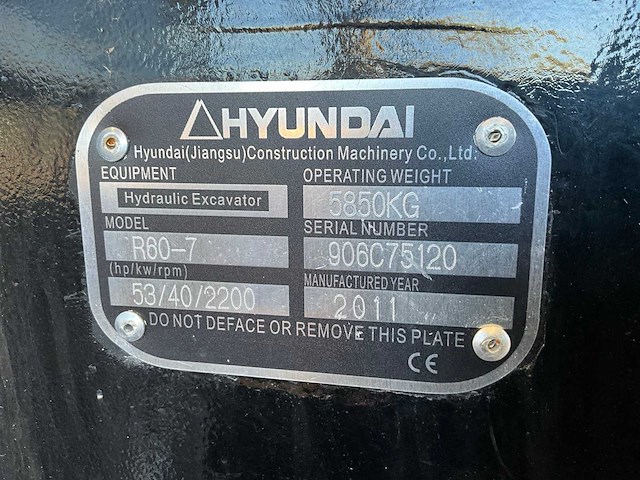 HYUNDAI
Hyundai(Jiangsu)Construction Machinery Co.,Ltd.
EQUIPMENT
Hydraulic Excavator
OPERATING WEIGHT
5850KG
MODEL
R60-7
SERIAL NUMBER
906C75120
(hp/kw/rpm)
53/40/2200
MANUFACTURED YEAR
2011
DO NOT DEFACE OR REMOVE THIS PLATE
CE